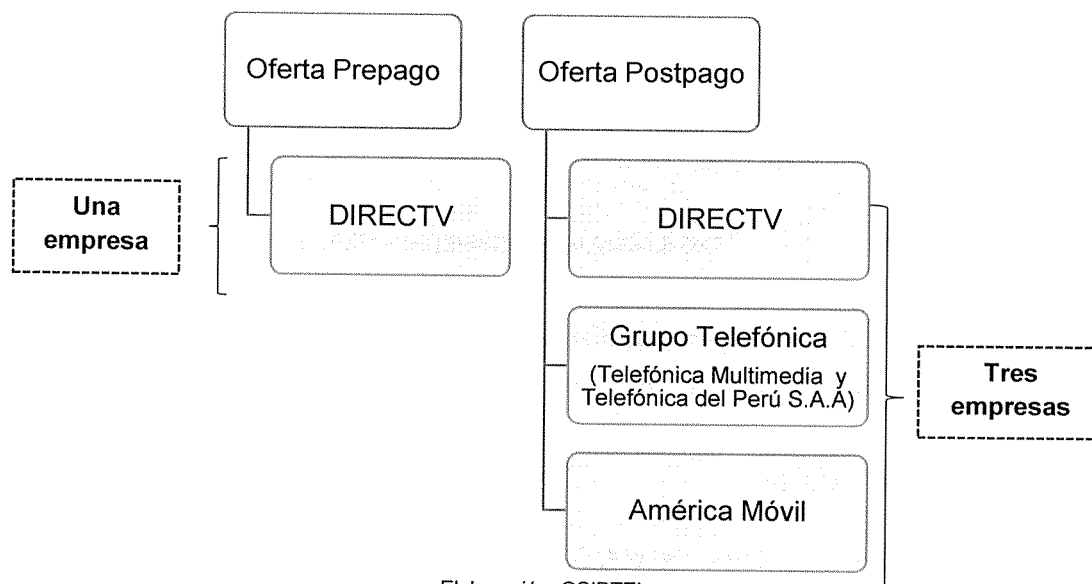 Oferta Prepago
Oferta Postpago
Una
empresa
DIRECTV
DIRECTV
Grupo Telefónica
(Telefónica Multimedia y
Telefónica del Perú S.A.A)
Tres
empresas
América Móvil